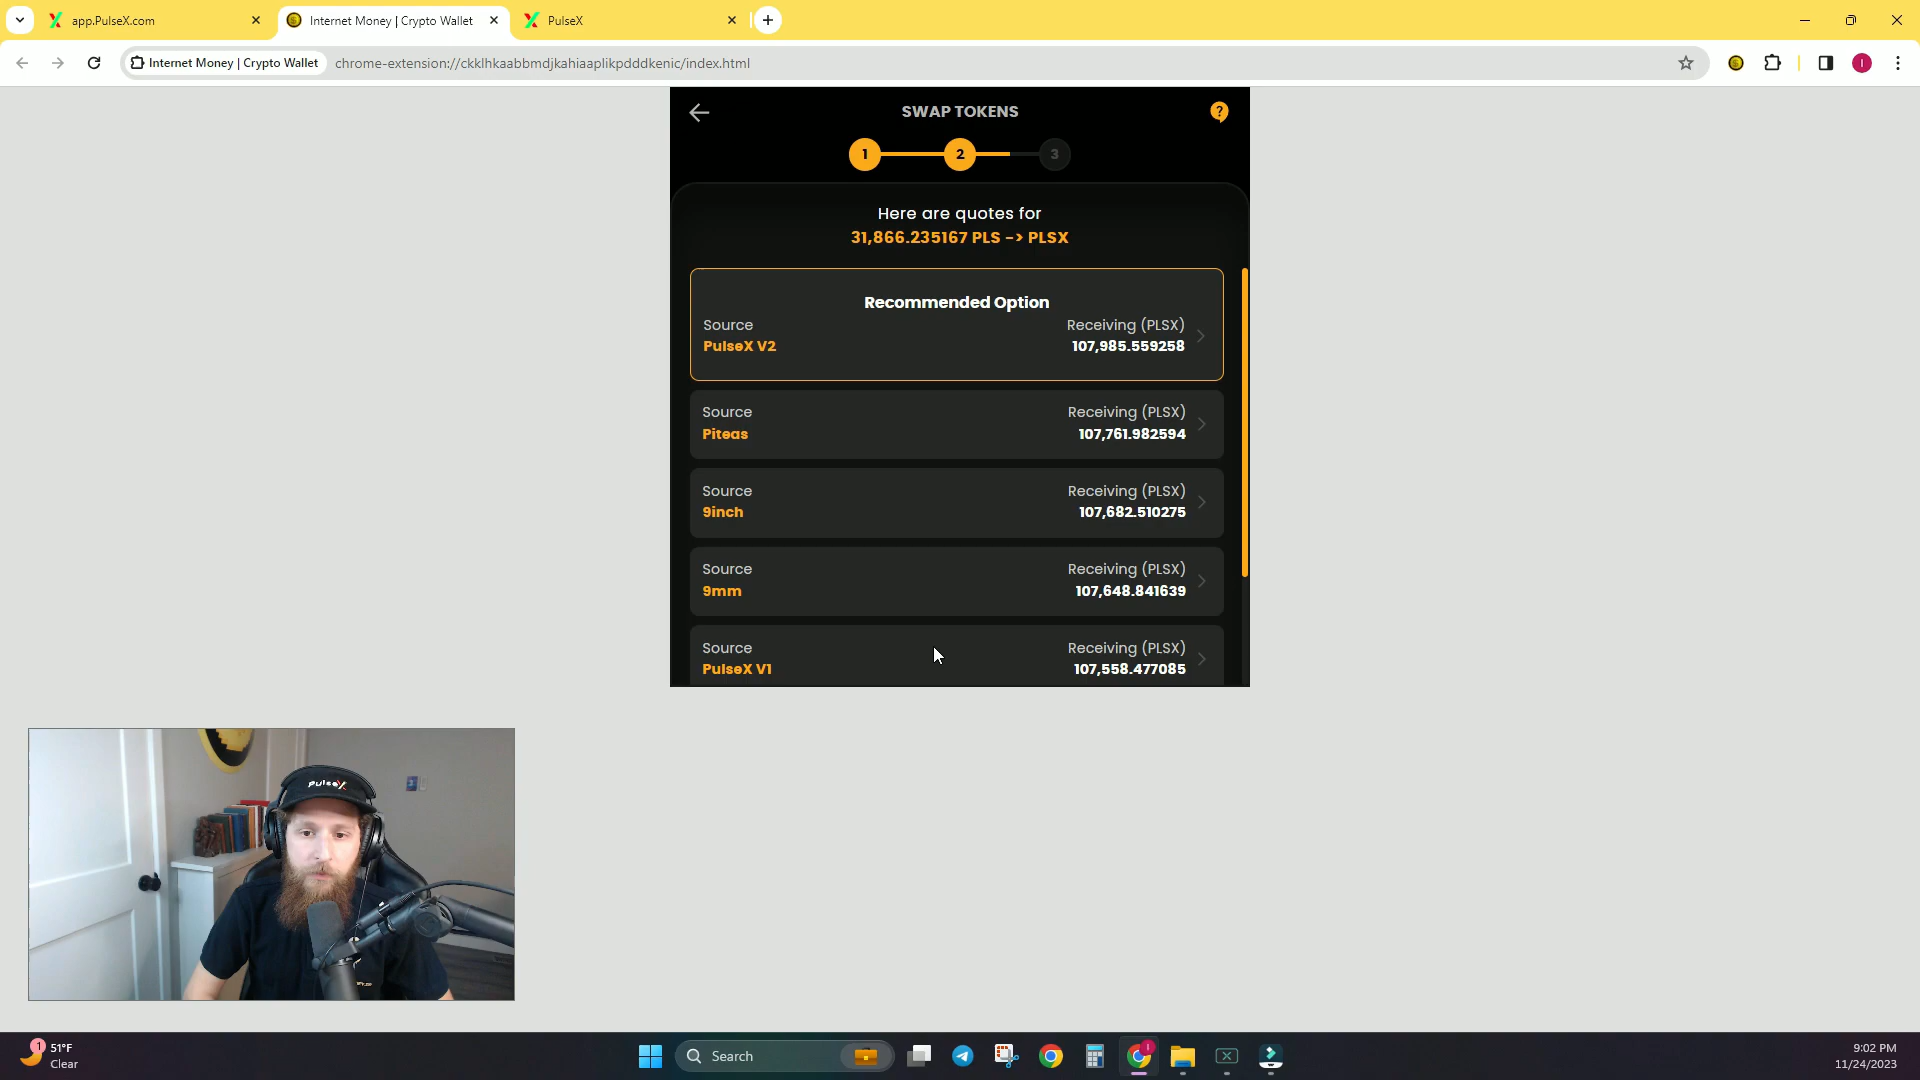 app.PulseX.com
Internet Money | Crypto Wallet
PulseX
Internet Money | Crypto Wallet
chrome-extension://ckklhkaabbmdjkahiaaplikpdddkenic/index.html
I
SWAP TOKENS
?
1
2
3
Here are quotes for
31,866.235167 PLS -> PLSX
Recommended Option
Source
Receiving (PLSX)
PulseX V2
107,985.559258
Source
Receiving (PLSX)
Piteas
107,761.982594
Source
Receiving (PLSX)
9inch
107,682.510275
Source
Receiving (PLSX)
9mm
107,648.841639
Source
Receiving (PLSX)
PulseX V1
107,558.477085
PulseX
1
51°F
Clear
Search
I
9:02 PM
11/24/2023